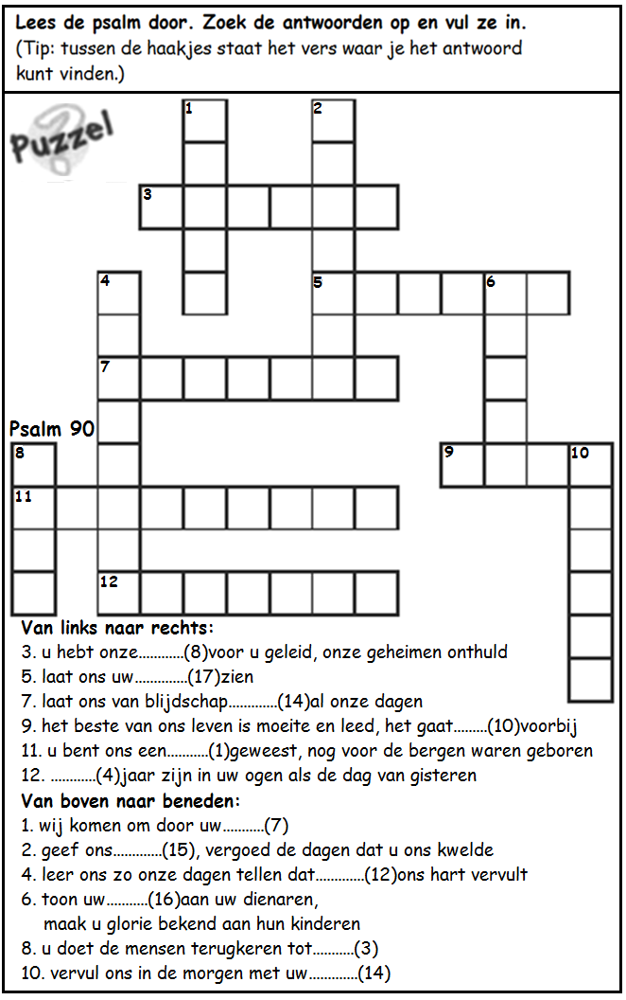 Lees de psalm door. Zoek de antwoorden op en vul ze in.
(Tip: tussen de haakjes staat het vers waar je het antwoord
kunt vinden.)
Puzzel
1
2
3
4
5
6
7
Psalm 90
8
9
10
11
12
Van links naar rechts:
3. u hebt onze............(8)voor u geleid, onze geheimen onthuld
5. laat ons uw..............(17)zien
7. laat ons van blijdschap.............(14)al onze dagen
9. het beste van ons leven is moeite en leed, het gaat.........(10)voorbij
11. u bent ons een...........(1)geweest, nog voor de bergen waren geboren
12. ............(4)jaar zijn in uw ogen als de dag van gisteren
Van boven naar beneden:
1. wij komen om door uw...........(7)
2. geef ons.............(15), vergoed de dagen dat u ons kwelde
4. leer ons zo onze dagen tellen dat.............(12)ons hart vervult
6. toon uw...........(16)aan uw dienaren,
maak u glorie bekend aan hun kinderen
8. u doet de mensen terugkeren tot...........(3)
10. vervul ons in de morgen met uw.............(14)